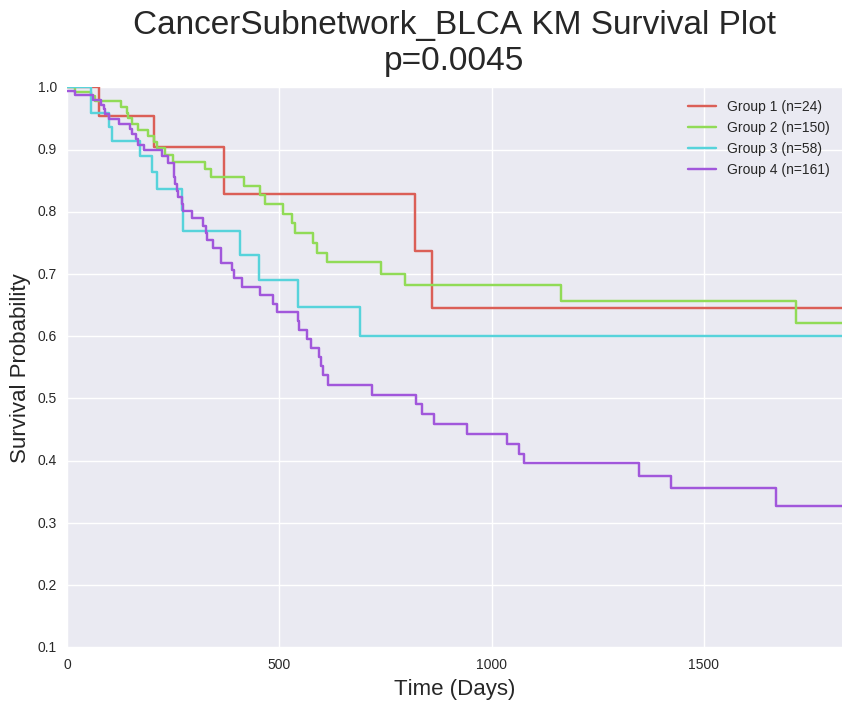 CancerSubnetwork_BLCA KM Survival Plot
p=0.0045
Survival Probability
1.0
0.9
0.8
0.7
0.6
0.5
0.4
0.3
0.2
0.1
Group 1 (n=24)
Group 2 (n=150)
Group 3 (n=58)
Group 4 (n=161)
0
500
1000
1500
Time (Days)